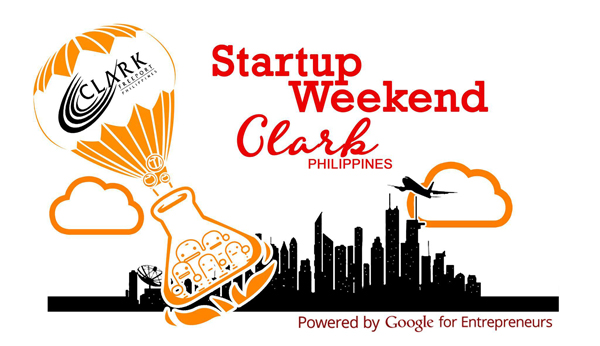 CLARK
FREEPORT
PHILIPPINES
Startup
Weekend
Clark
PHILIPPINES
Powered by Google for Entrepreneurs